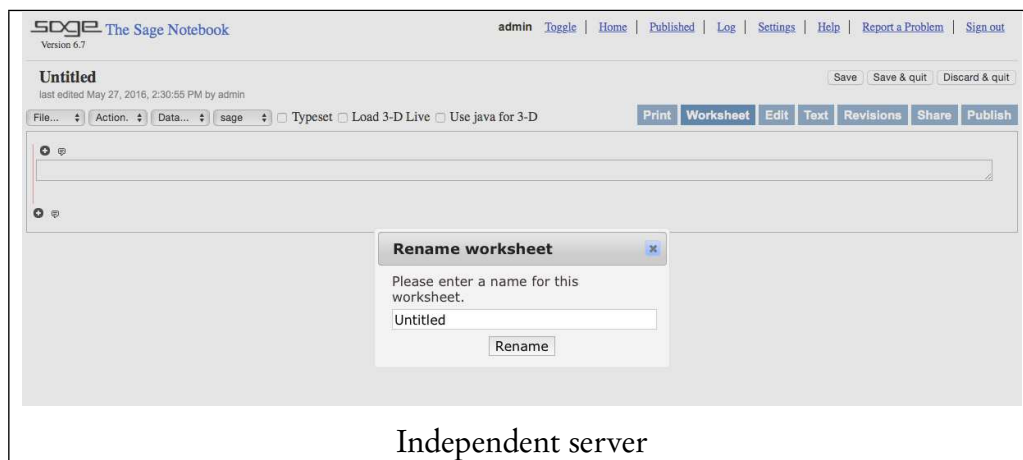 SAGE The Sage Notebook admin Toggle | Home | Published | Log | Settings | Help | Report a Problem | Sign out
Version 6.7
Untitled Save Save & quit Discard & quit
last edited May 27, 2016, 2:30:55 PM by admin
File... Action. Data... sage Typeset Load 3-D Live Use java for 3-D Print Worksheet Edit Text Revisions Share Publish
Rename worksheet
Please enter a name for this
worksheet.
Untitled
Rename
Independent server